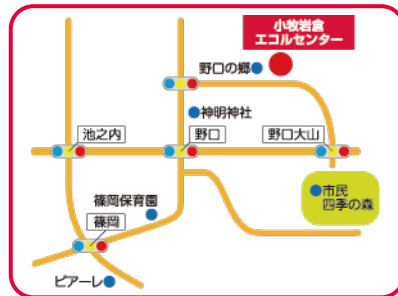 小牧岩倉
エコルセンター
野口の郷
神明神社
池之内
野口
野口大山
篠岡保育園
市民
四季の森
篠岡
ピアーレ